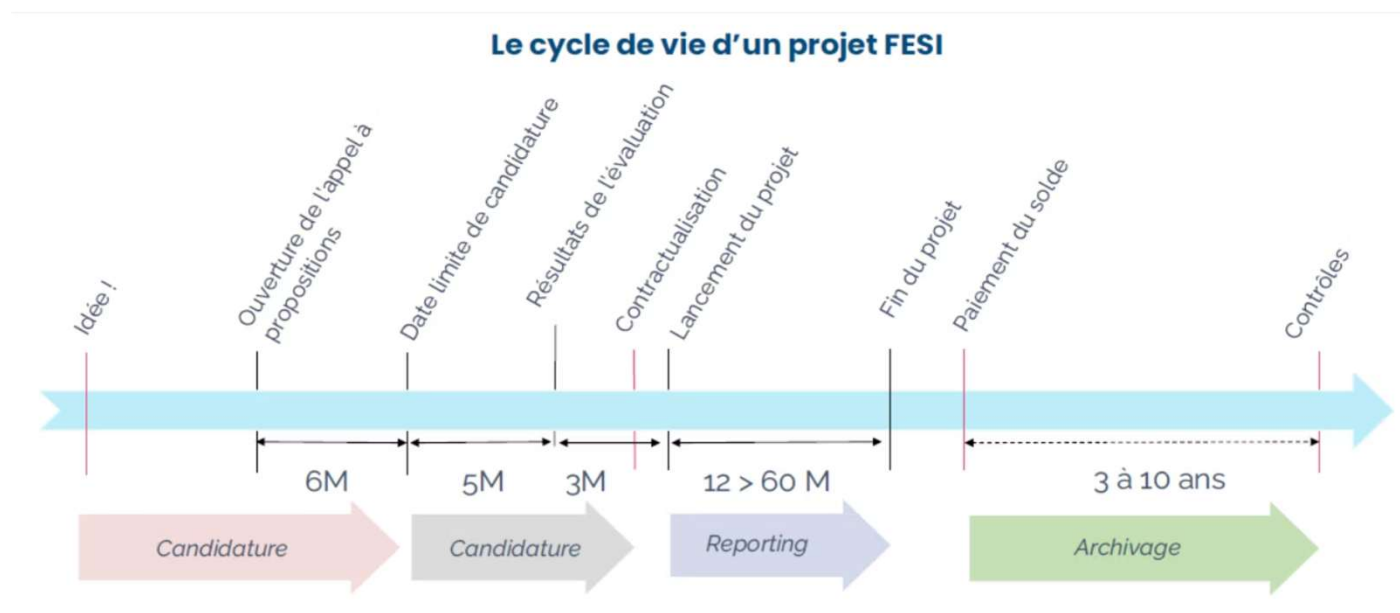 Le cycle de vie d'un projet FESI
Idée !
Ouverture de l'appel à
propositions
Date limite de candidature
Résultats de l'évaluation
Contractualisation
Lancement du projet
Fin du projet
Paiement du solde
Contrôles
6M
5M
3M
12 > 60 M
3 à 10 ans
Candidature
Candidature
Reporting
Archivage